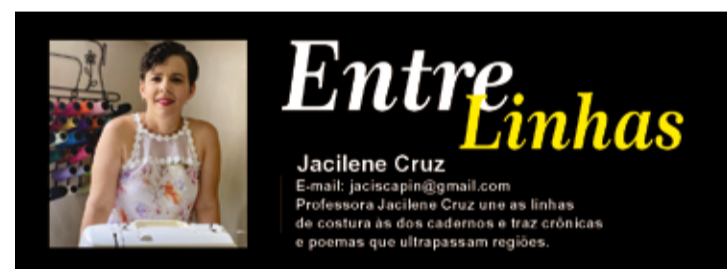 Entre
Linhas
Jacilene Cruz
E-mail: jaciscapin@gmail.com
Professora Jacilene Cruz une as linhas
de costura às dos cadernos e traz crônicas
e poemas que ultrapassam regiões.